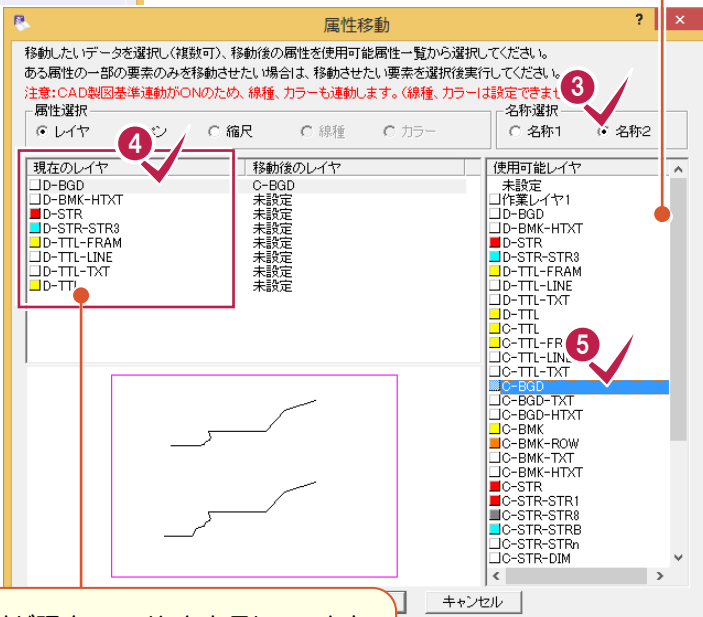 属性移動
? ×
移動したいデータを選択し(複数可)、移動後の属性を使用可能属性一覧から選択してください。
ある属性の一部の要素のみを移動させたい場合は、移動させたい要素を選択後実行してください。
注意:CAD製図基準連動がONのため、線種、カラーも連動します。(線種、カラーは設定できませ
3
属性選択
レイヤ
ン
縮尺
線種
カラー
名称選択
名称1
名称2
4
現在のレイヤ 移動後のレイヤ
D-BGD C-BGD
D-BMK-HTXT 未設定
D-STR 未設定
D-STR-STR3 未設定
D-TTL-FRAM 未設定
D-TTL-LINE 未設定
D-TTL-TXT 未設定
D-TTL 未設定
使用可能レイヤ
未設定
作業レイヤ1
D-BGD
D-BMK-HTXT
D-STR
D-STR-STR3
D-TTL-FRAM
D-TTL-LINE
D-TTL-TXT
D-TTL
C-TTL
C-TTL-FR
5
C-TTL-LINE
C-TTL-TXT
C-BGD
C-BGD-TXT
C-BGD-HTXT
C-BMK
C-BMK-ROW
C-BMK-TXT
C-BMK-HTXT
C-STR
C-STR-STR1
C-STR-STR8
C-STR-STRB
C-STR-STRn
C-STR-DIM
キャンセル